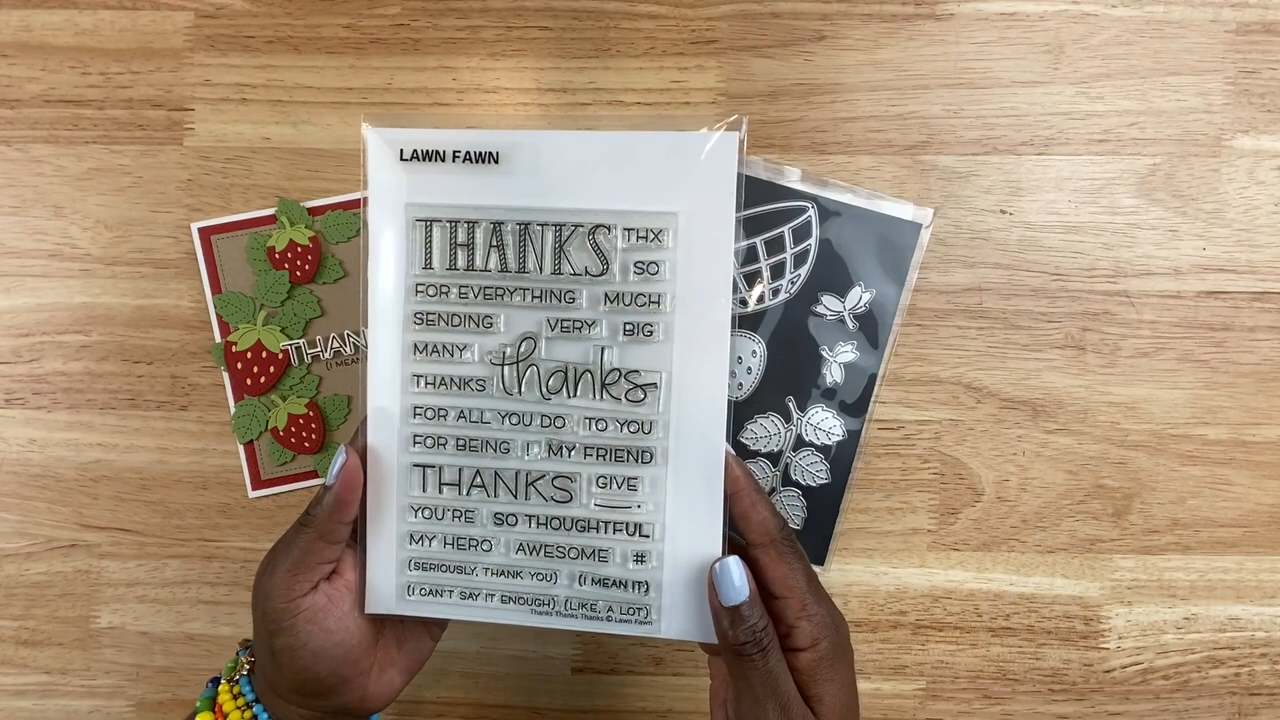 LAWN FAWN
THANKS THX
SO
FOR EVERYTHING MUCH
SENDING VERY BIG
MANY
thanks
THANKS
FOR ALL YOU DO TO YOU
FOR BEING ! MY FRIEND
THANKS GIVE
YOU'RE SO THOUGHTFUL
MY HERO AWESOME #
(SERIOUSLY, THANK YOU) (I MEAN IT)
(I CAN'T SAY IT ENOUGH) (LIKE, A LOT)
Thanks Thanks Thanks © Lawn Fawn
THAN
(I MEA